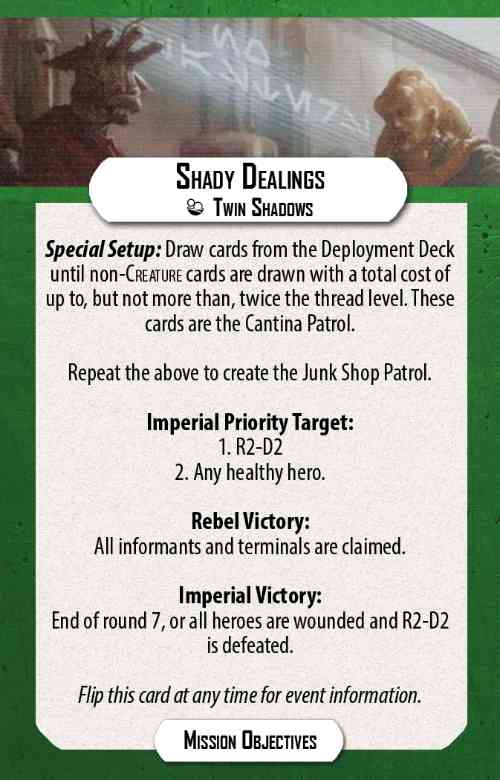 Shady Dealings
Twin Shadows
Special Setup: Draw cards from the Deployment Deck
until non-Creature cards are drawn with a total cost of
up to, but not more than, twice the thread level. These
cards are the Cantina Patrol.
Repeat the above to create the Junk Shop Patrol.
Imperial Priority Target:
1. R2-D2
2. Any healthy hero.
Rebel Victory:
All informants and terminals are claimed.
Imperial Victory:
End of round 7, or all heroes are wounded and R2-D2
is defeated.
Flip this card at any time for event information.
Mission Objectives